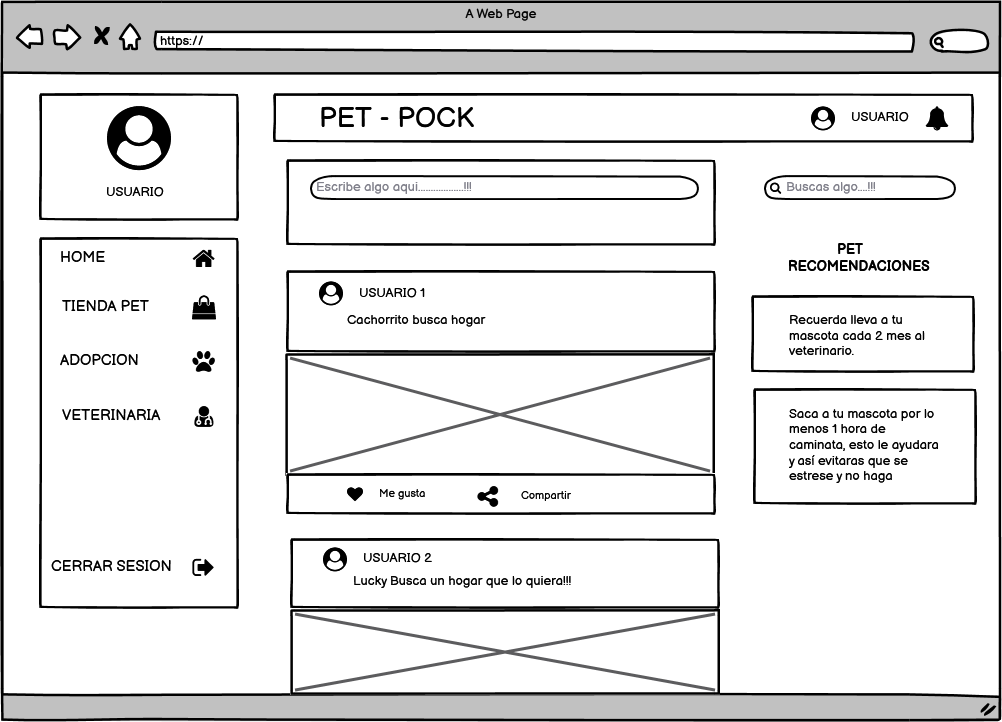 A Web Page
https://
USUARIO
HOME
TIENDA PET
ADOPCION
VETERINARIA
CERRAR SESION
PET - POCK
USUARIO
Escribe algo aqui..................!!!
USUARIO 1
Cachorrito busca hogar
Me gusta
Compartir
USUARIO 2
Lucky Busca un hogar que lo quiera!!!
Buscas algo....!!!
PET
RECOMENDACIONES
Recuerda lleva a tu
mascota cada 2 mes al
veterinario.
Saca a tu mascota por lo
menos 1 hora de
caminata, esto le ayudara
y así evitaras que se
estrese y no haga